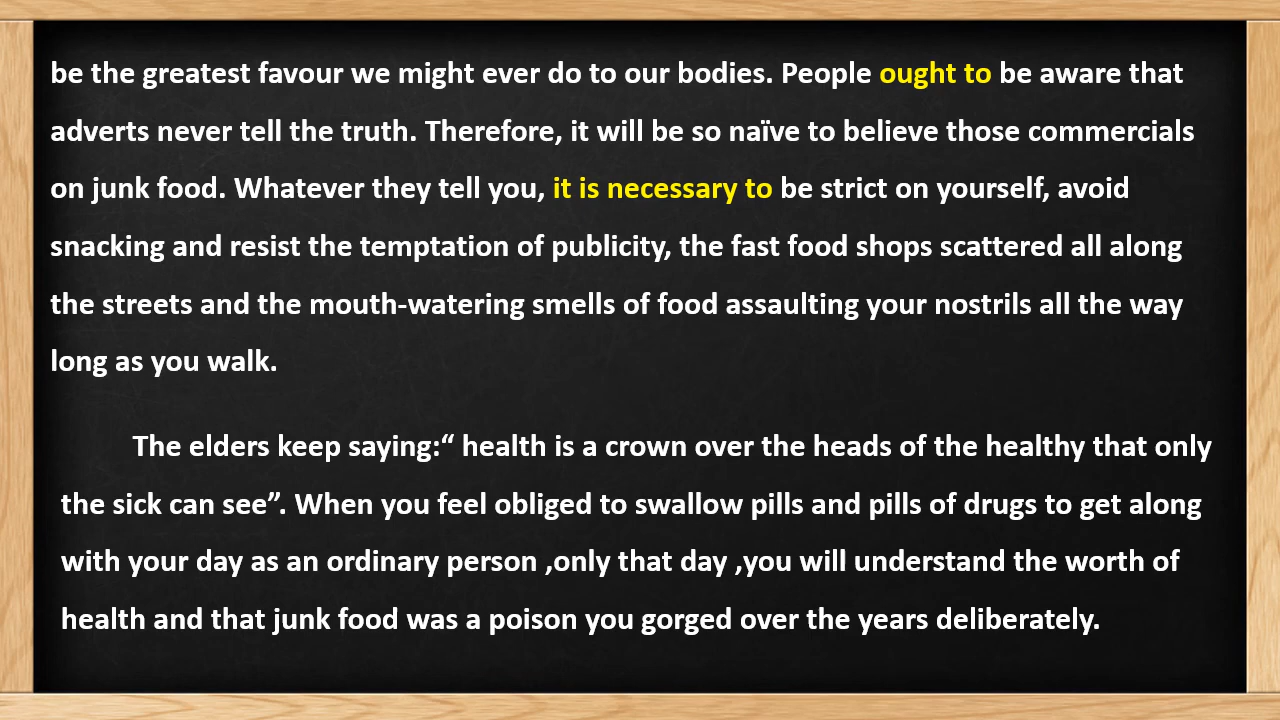 be the greatest favour we might ever do to our bodies. People ought to be aware that
adverts never tell the truth. Therefore, it will be so naïve to believe those commercials
on junk food. Whatever they tell you, it is necessary to be strict on yourself, avoid
snacking and resist the temptation of publicity, the fast food shops scattered all along
the streets and the mouth-watering smells of food assaulting your nostrils all the way
long as you walk.
The elders keep saying:“ health is a crown over the heads of the healthy that only
the sick can see”. When you feel obliged to swallow pills and pills of drugs to get along
with your day as an ordinary person ,only that day ,you will understand the worth of
health and that junk food was a poison you gorged over the years deliberately.